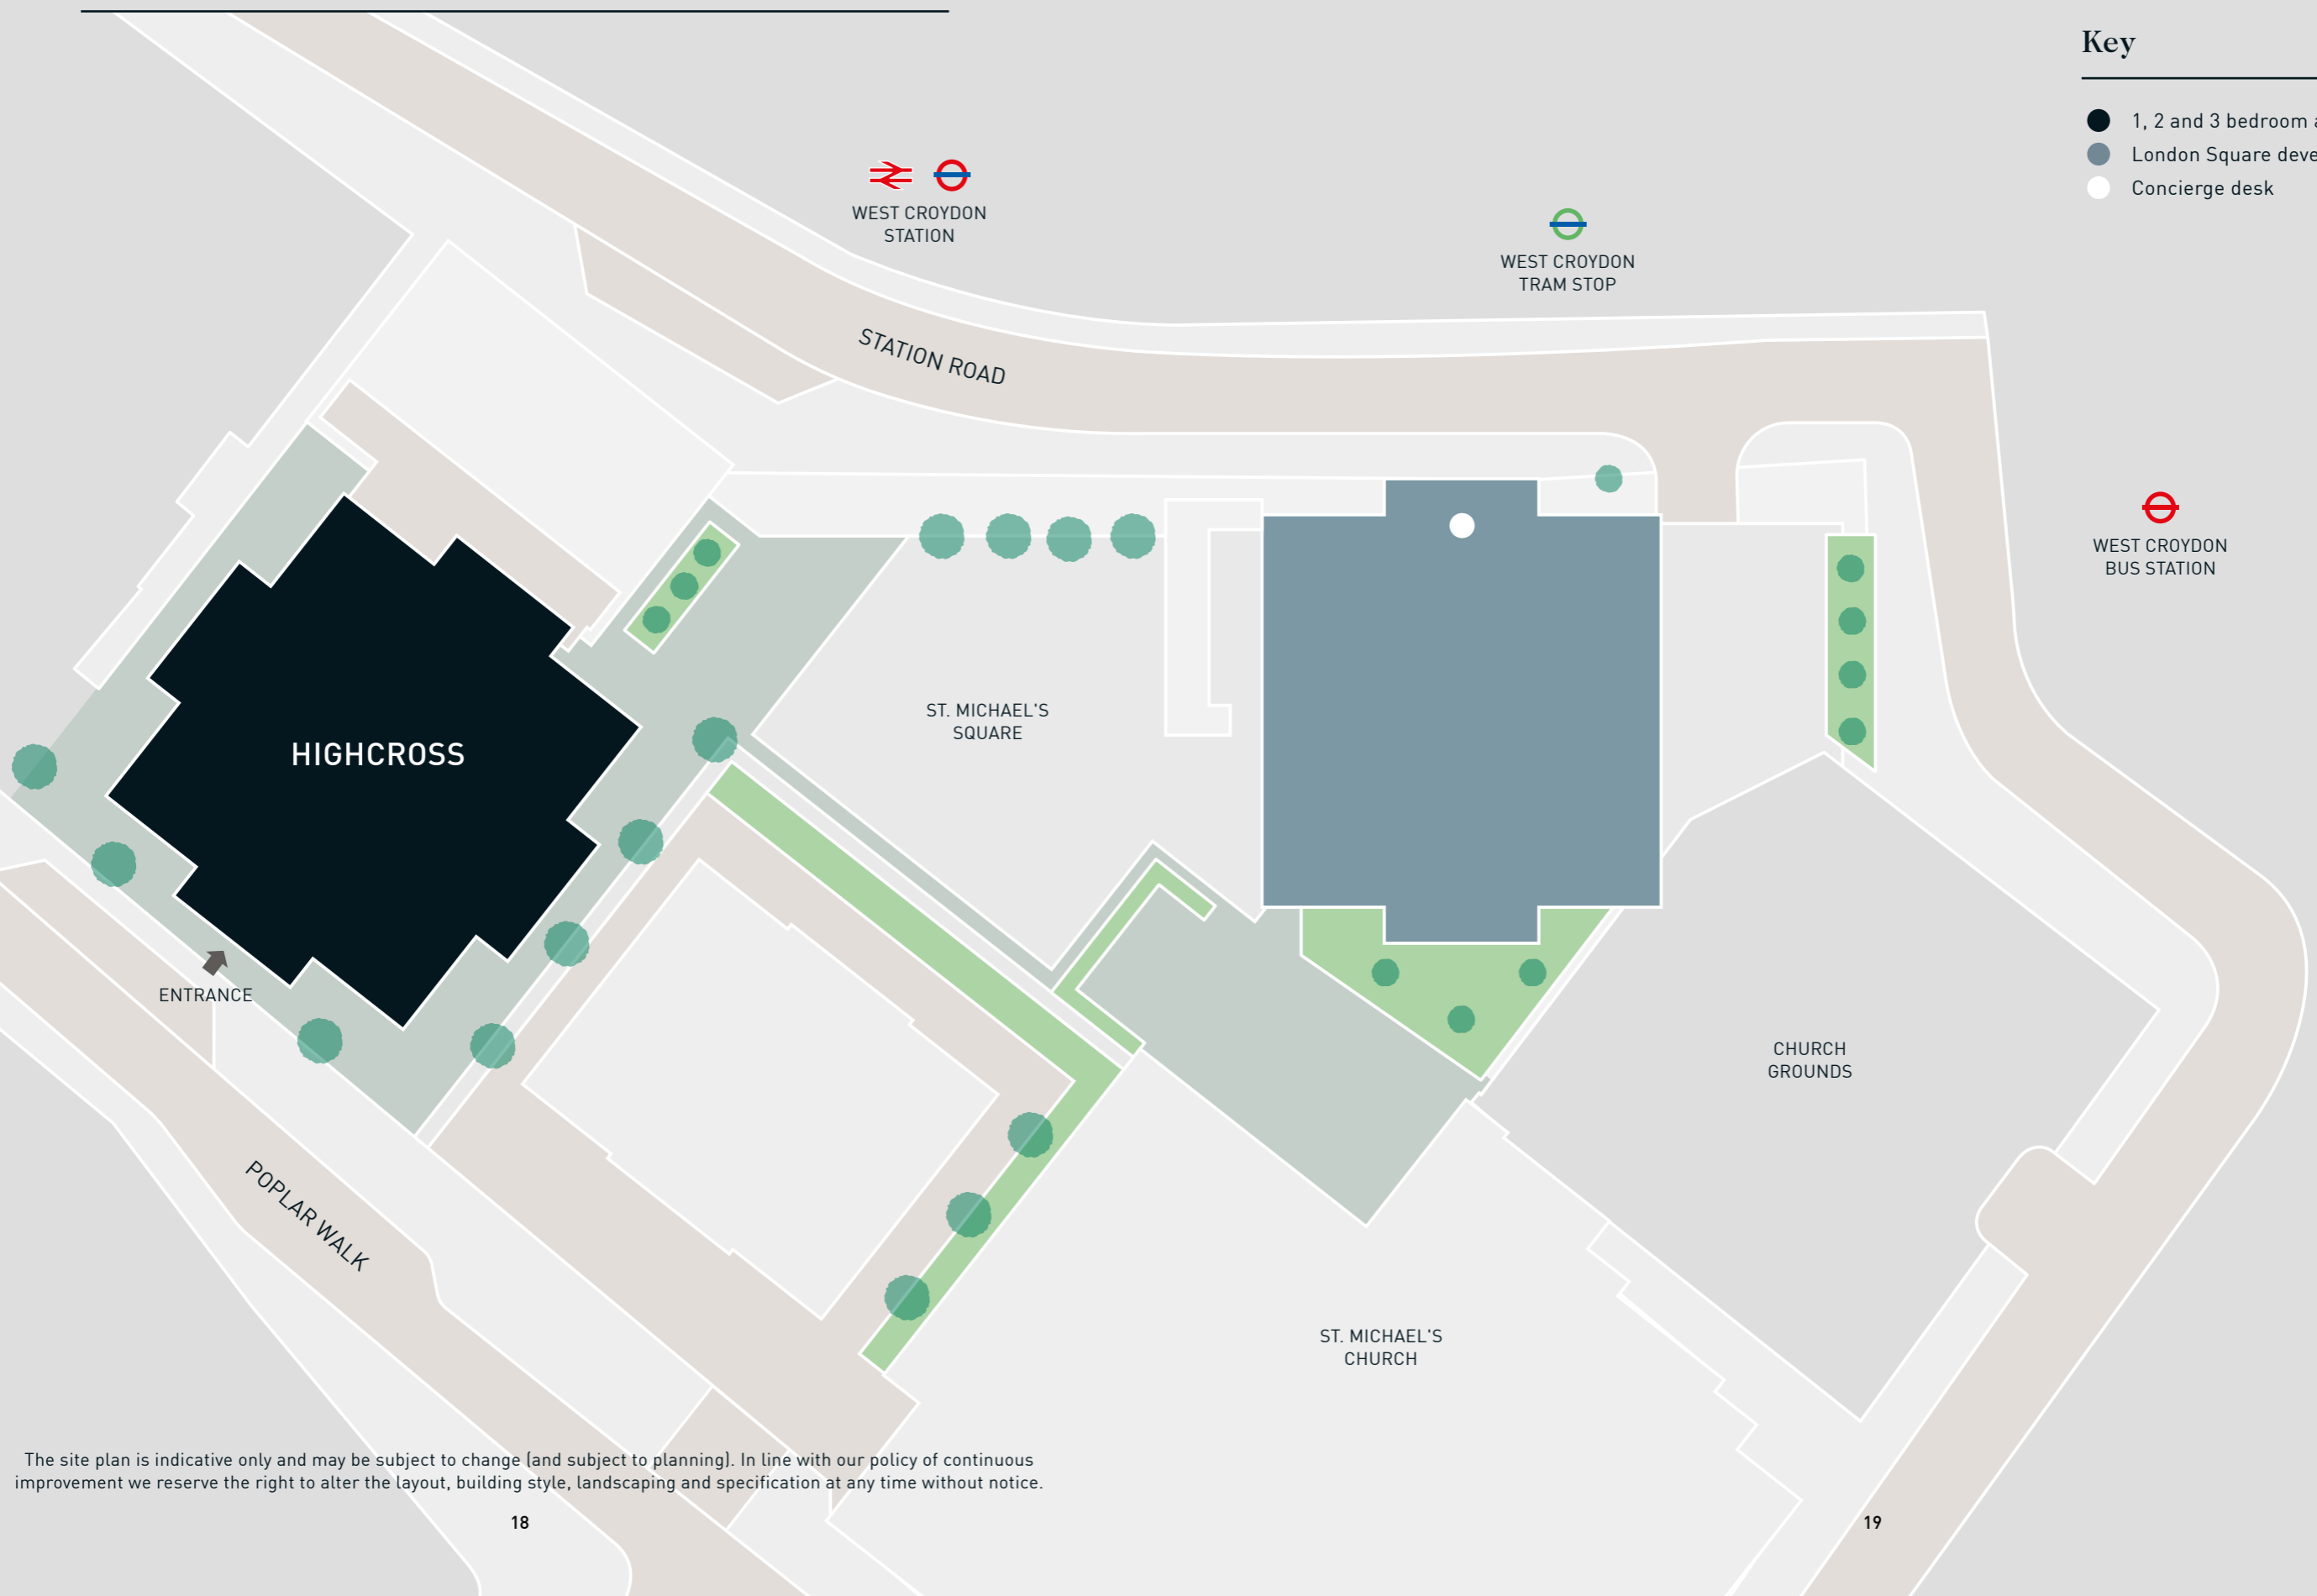 Key
1, 2 and 3 bedroom
London Square
Concierge desk
WEST CROYDON
STATION
WEST CROYDON
TRAM STOP
STATION ROAD
WEST CROYDON
BUS STATION
ST. MICHAEL'S
SQUARE
HIGHCROSS
ENTRANCE
CHURCH
GROUNDS
POPLAR WALK
ST. MICHAEL'S
CHURCH
The site plan is indicative only and may be subject to change (and subject to planning). In line with our policy of continuous
improvement we reserve the right to alter the layout, building style, landscaping and specification at any time without notice.
18
19